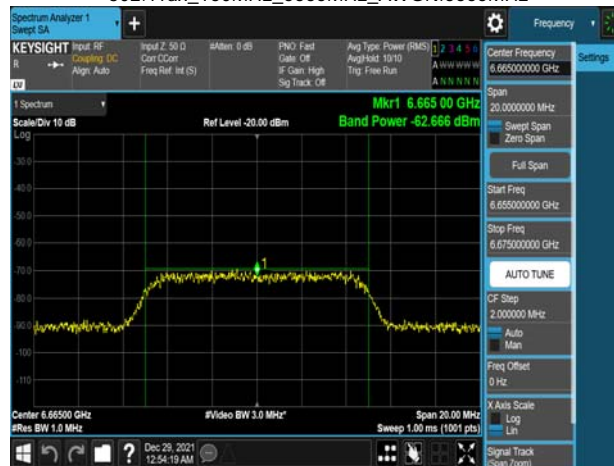 Spectrum Analyzer 1
Swept SA
+
Frequency
KEYSIGHT
R
LXI
Input: RF
Coupling: DC
Align: Auto
Input Z: 50 Ω
Corr CCorr
Freq Ref: Int (S)
#Atten: 0 dB
PNO: Fast
Gate: Off
IF Gain: High
Sig Track: Off
Avg Type: Power (RMS)
Avg|Hold: 10/10
Trig: Free Run
1 2 3 4 5 6
A W W W W W
A N N N N N
1 Spectrum
Scale/Div 10 dB
Log
Ref Level -20.00 dBm
Mkr1 6.665 00 GHz
Band Power -62.666 dBm
-30.0
-40.0
-50.0
-60.0
-70.0
-80.0
-90.0
-100
-110
1
Center 6.66500 GHz
#Res BW 1.0 MHz
#Video BW 3.0 MHz*
Span 20.00 MHz
Sweep 1.00 ms (1001 pts)
Center Frequency
6.665000000 GHz
Settings
Span
20.0000000 MHz
Swept Span
Zero Span
Full Span
Start Freq
6.655000000 GHz
Stop Freq
6.675000000 GHz
AUTO TUNE
CF Step
2.000000 MHz
Auto
Man
Freq Offset
0 Hz
X Axis Scale
Log
Lin
Signal Track
(Span Zoom)
?
Dec 29, 2021
12:54:19 AM